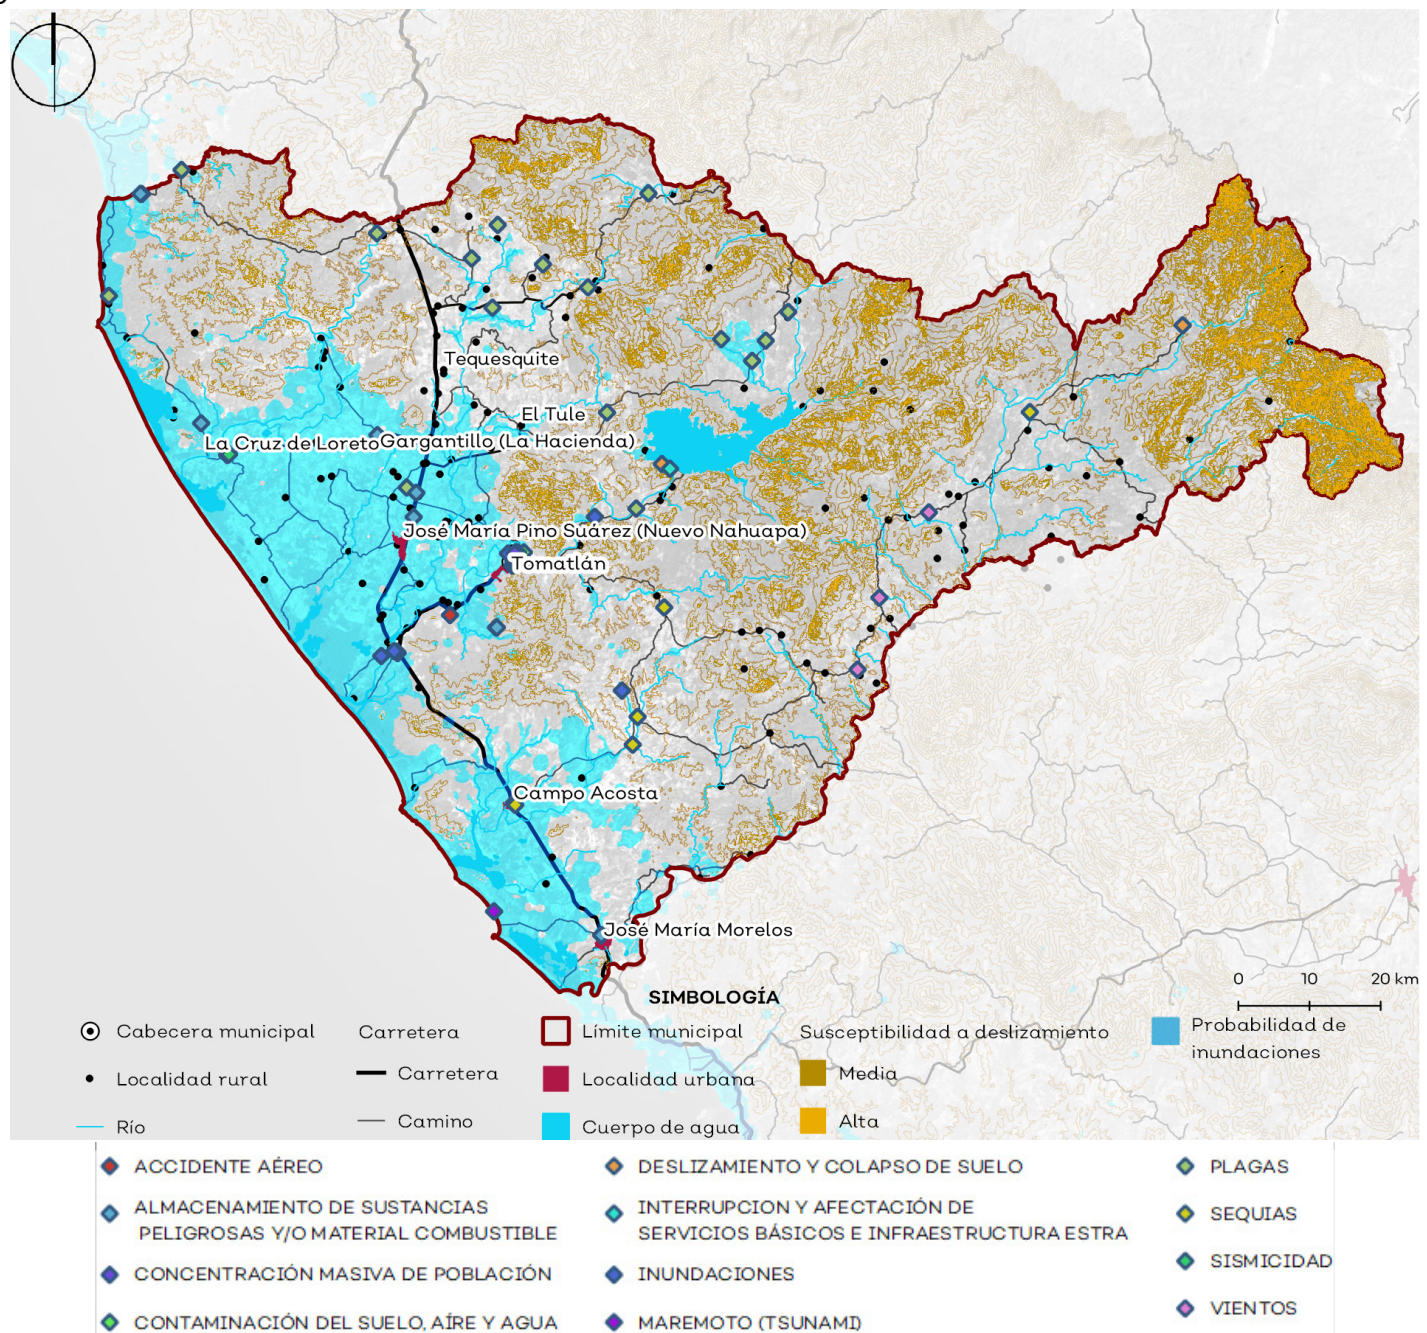 Tequesquite
El Tule
La Cruz de Loreto
Gargantillo (La Hacienda)
José María Pino Suárez (Nuevo Nahuapa)
Tomatlán
Campo Acosta
José María Morelos
0 10 20 km
SIMBOLOGÍA
Cabecera municipal
Localidad rural
Río
Carretera
Carretera
Camino
Límite municipal
Localidad urbana
Cuerpo de agua
Susceptibilidad a deslizamiento
Media
Alta
Probabilidad de
inundaciones
ACCIDENTE AÉREO
ALMACENAMIENTO DE SUSTANCIAS
PELIGROSAS Y/O MATERIAL COMBUSTIBLE
CONCENTRACIÓN MASIVA DE POBLACIÓN
CONTAMINACIÓN DEL SUELO, AÍRE Y AGUA
DESLIZAMIENTO Y COLAPSO DE SUELO
INTERRUPCION Y AFECTACIÓN DE
SERVICIOS BÁSICOS E INFRAESTRUCTURA ESTRA
INUNDACIONES
MAREMOTO (TSUNAMI)
PLAGAS
SEQUIAS
SISMICIDAD
VIENTOS